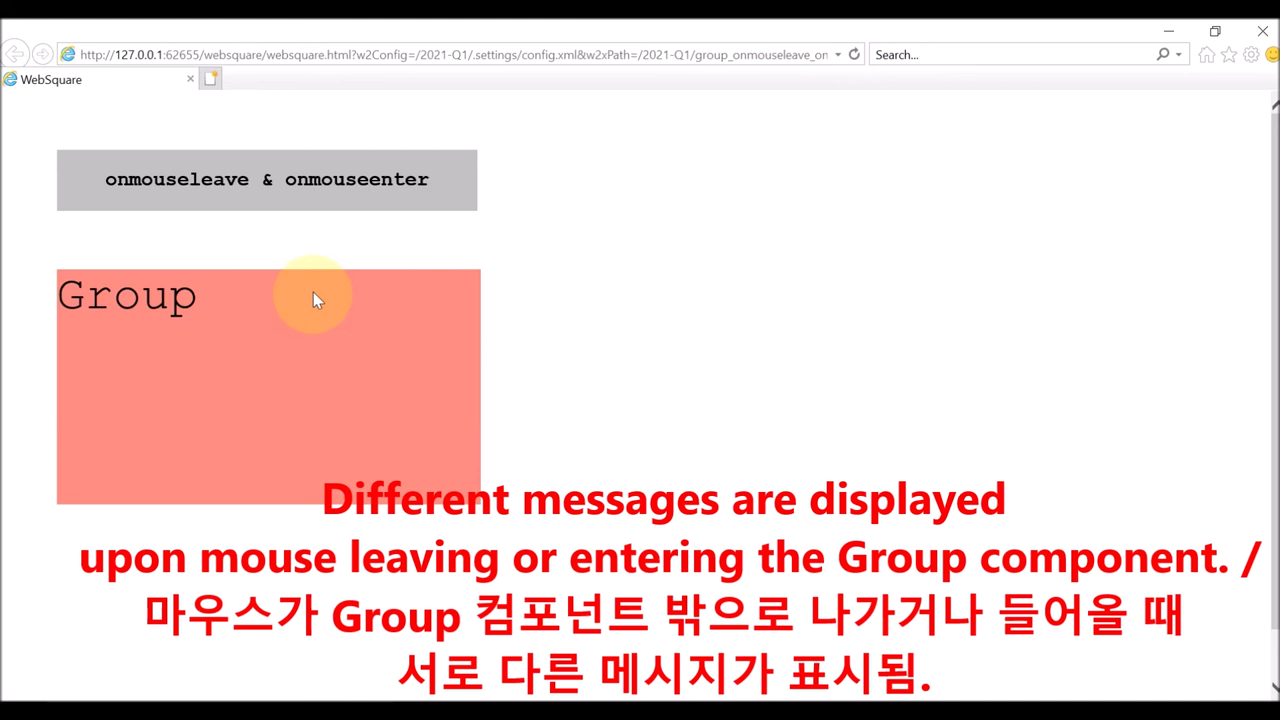 http://127.0.0.1:62655/websquare/websquare.html?w2Config=/2021-Q1/.settings/config.xml&w2xPath=/2021-Q1/group_onmouseleave_on
Search...
WebSquare
onmouseleave & onmouseenter
Group
Different messages are displayed
upon mouse leaving or entering the Group component. /
마우스가 Group 컴포넌트 밖으로 나가거나 들어올 때
서로 다른 메시지가 표시됨.